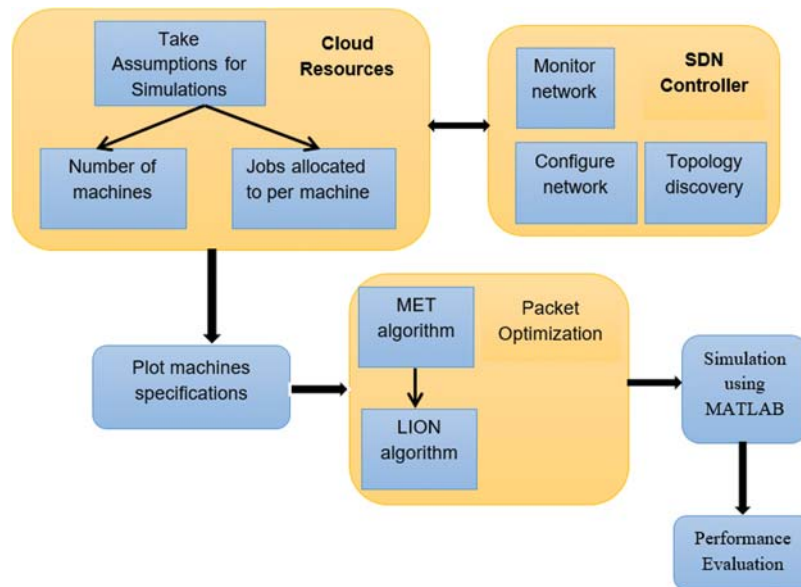 Take
Assumptions for
Simulations
Cloud
Resources
Number of
machines
Jobs allocated
to per machine
Monitor
network
SDN
Controller
Configure
network
Topology
discovery
Plot machines
specifications
MET
algorithm
Packet
Optimization
LION
algorithm
Simulation
using
MATLAB
Performance
Evaluation